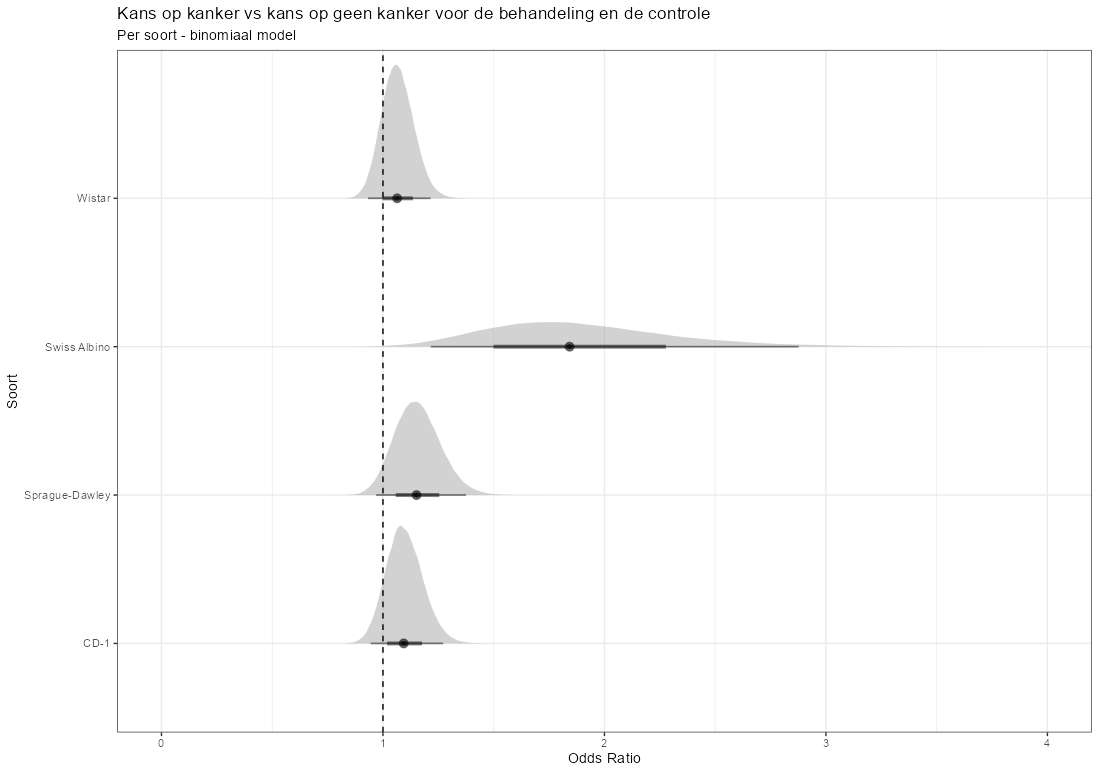 Kans op kanker vs kans op geen kanker voor de behandeling en de controle
Per soort - binomiaal model
Soort
Wistar
Swiss Albino
Sprague-Dawley
CD-1
0 1 2 3 4
Odds Ratio